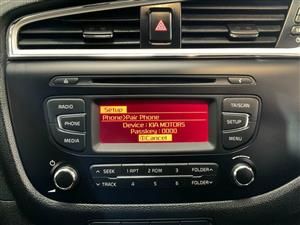 Setup
RADIO
TA/SCAN
Phone>Pair Phone
Device : KIA MOTORS
PHONE
SETUP
Passkey : 0000
MEDIA
Cancel
MENU
SEEK 1 RPT 2 RDM 3 FOLDER
TRACK 4 5 6 FOLDER